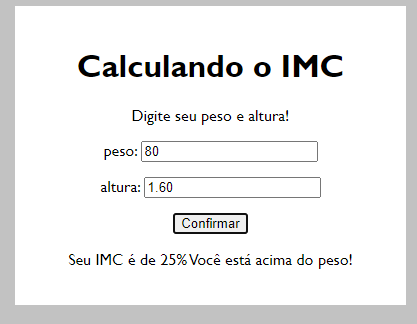 Calculando o IMC
Digite seu peso e altura!
peso: 80
altura: 1.60
Confirmar
Seu IMC é de 25% Você está acima do peso!